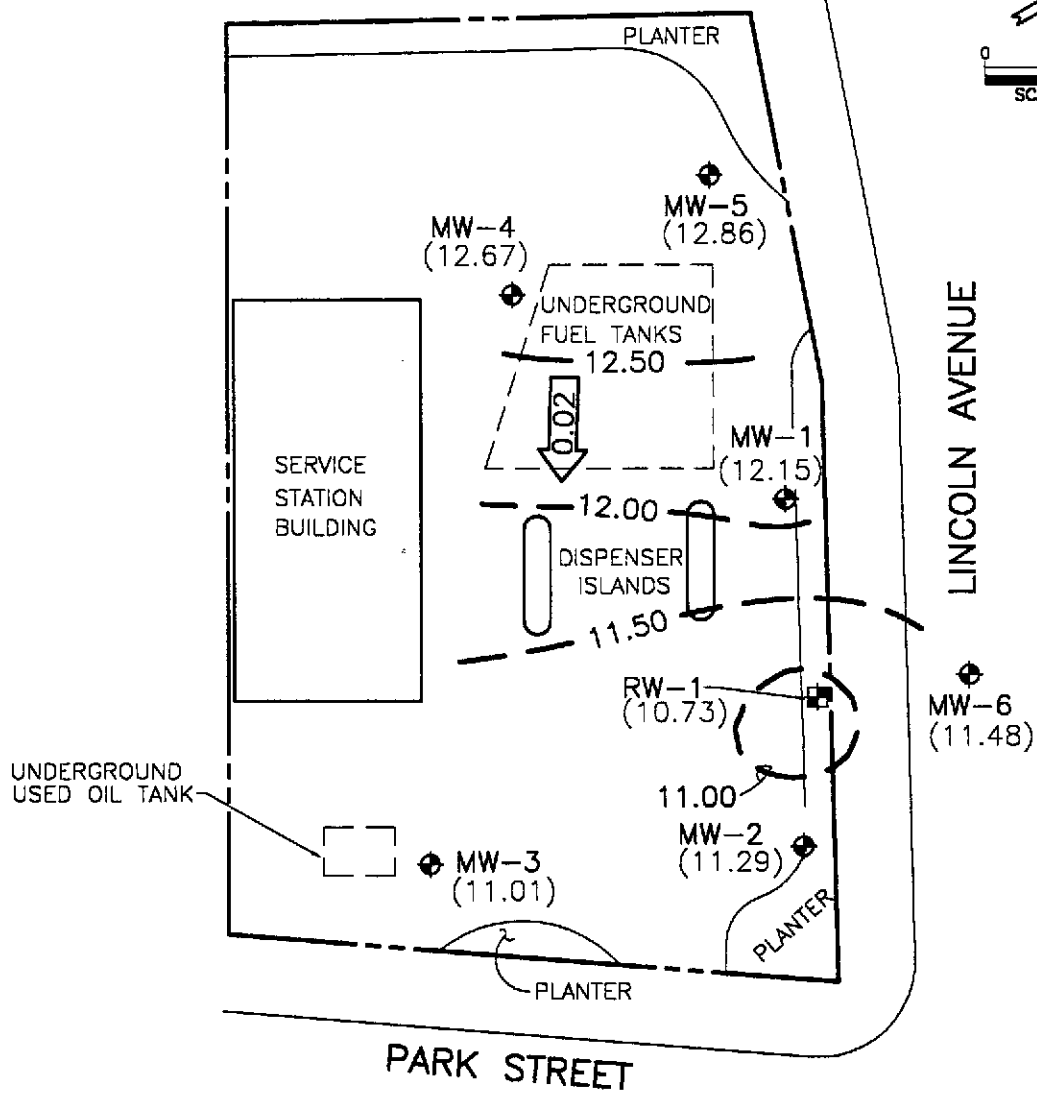 PLANTER
0
MW-5
(12.86)
MW-4
(12.67)
UNDERGROUND
FUEL TANKS
12.50
0.02
MW-1
(12.15)
LINCOLN AVENUE
SERVICE
STATION
BUILDING
12.00
DISPENSER
ISLANDS
11.50
RW-1
(10.73)
MW-6
(11.48)
UNDERGROUND
USED OIL TANK
11.00
MW-2
(11.29)
MW-3
(11.01)
PLANTER
PLANTER
PARK STREET